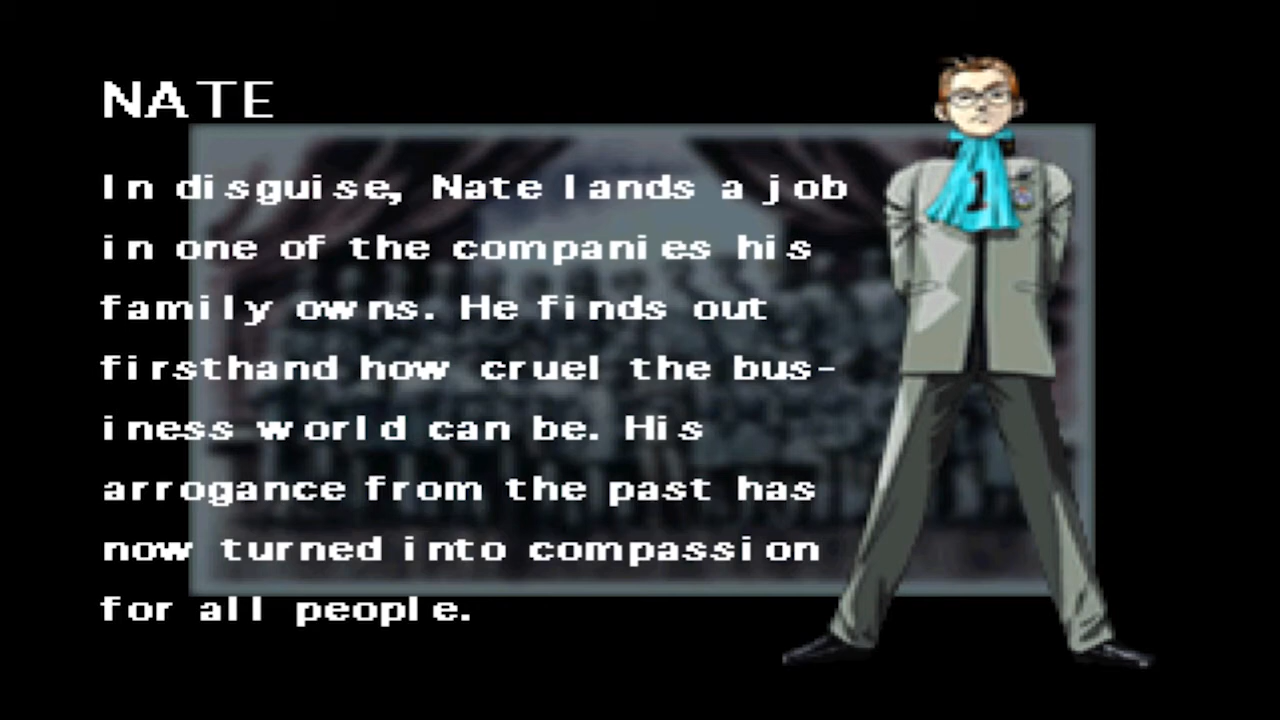 NATE
In disguise, Nate lands a job
in one of the companies his
family owns. He finds out
firsthand how cruel the bus-
iness world can be. His
arrogance from the past has
now turned into compassion
for all people.
1